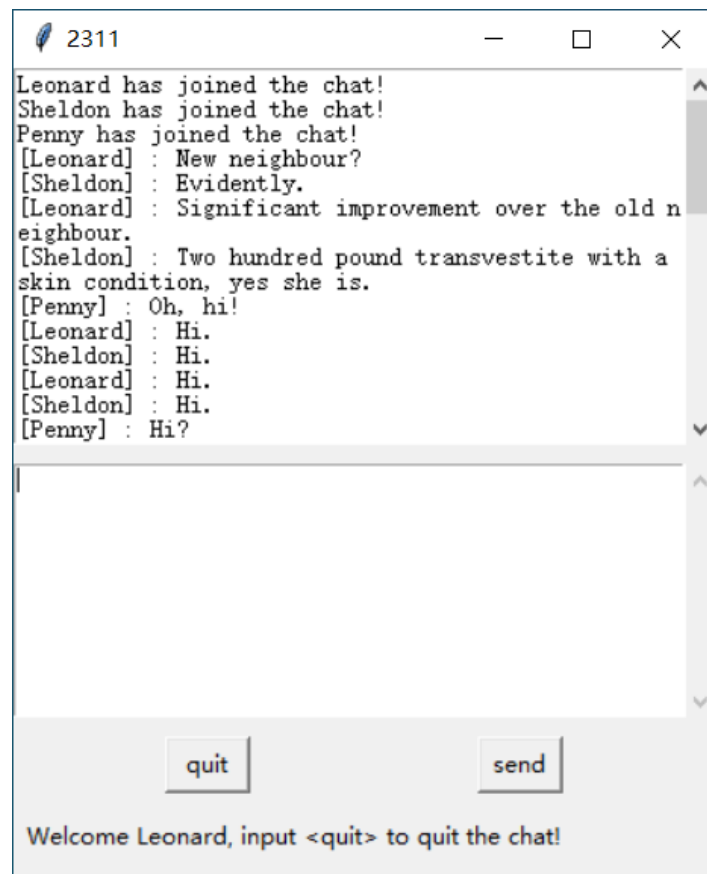 2311
Leonard has joined the chat!
Sheldon has joined the chat!
Penny has joined the chat!
[Leonard] : New neighbour?
[Sheldon] : Evidently.
[Leonard] : Significant improvement over the old n
eighbour.
[Sheldon] : Two hundred pound transvestite with a
skin condition, yes she is.
[Penny] : Oh, hi!
[Leonard] : Hi.
[Sheldon] : Hi.
[Leonard] : Hi.
[Sheldon] : Hi.
[Penny] : Hi?
quit
send
Welcome Leonard, input <quit> to quit the chat!